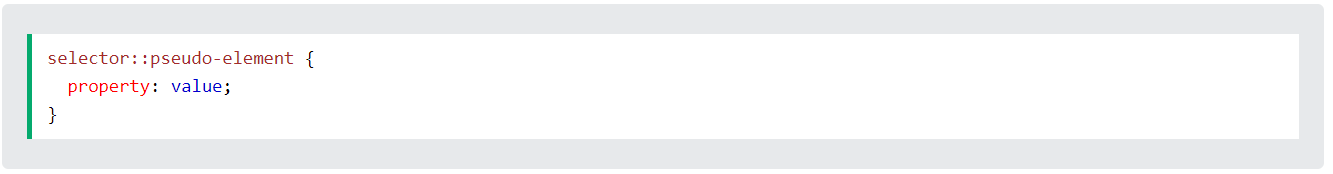 selector::pseudo-element {
  property: value;
}